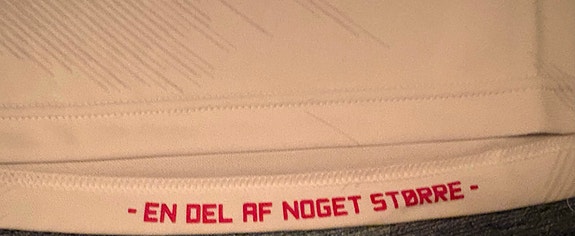 - EN DEL AF NOGET STØRRE -